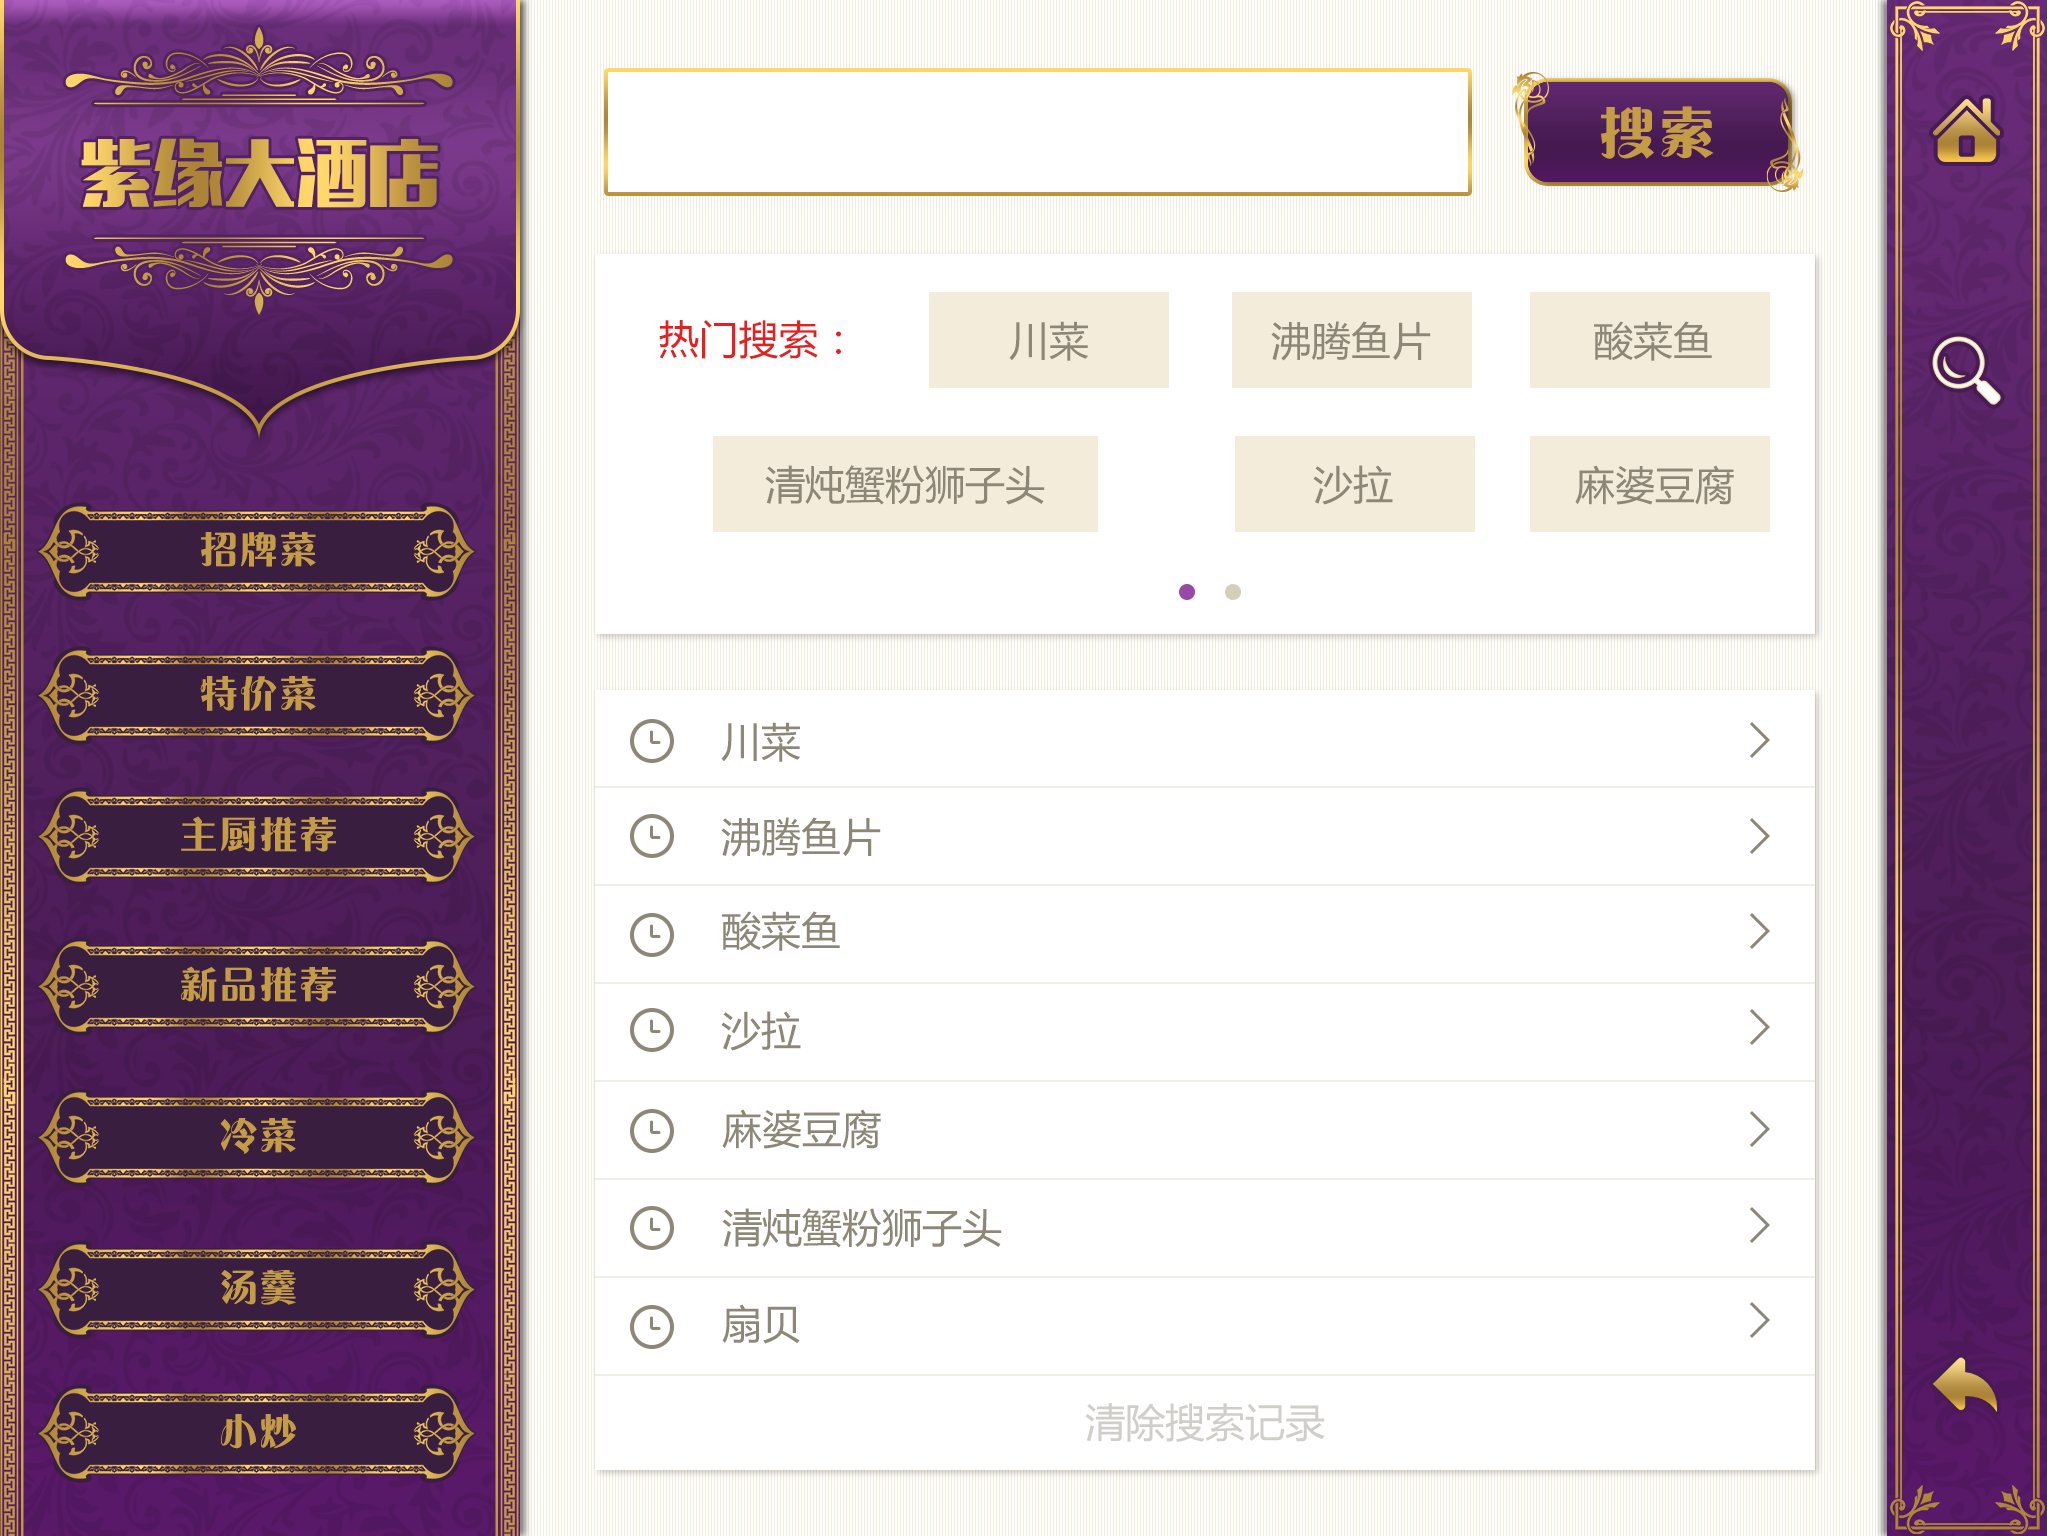 紫缘大酒店
招牌菜
特价菜
主厨推荐
新品推荐
冷菜
汤羹
小炒
搜索
热门搜索：
川菜
沸腾鱼片
酸菜鱼
清炖蟹粉狮子头
沙拉
麻婆豆腐
川菜
沸腾鱼片
酸菜鱼
沙拉
麻婆豆腐
清炖蟹粉狮子头
扇贝
清除搜索记录